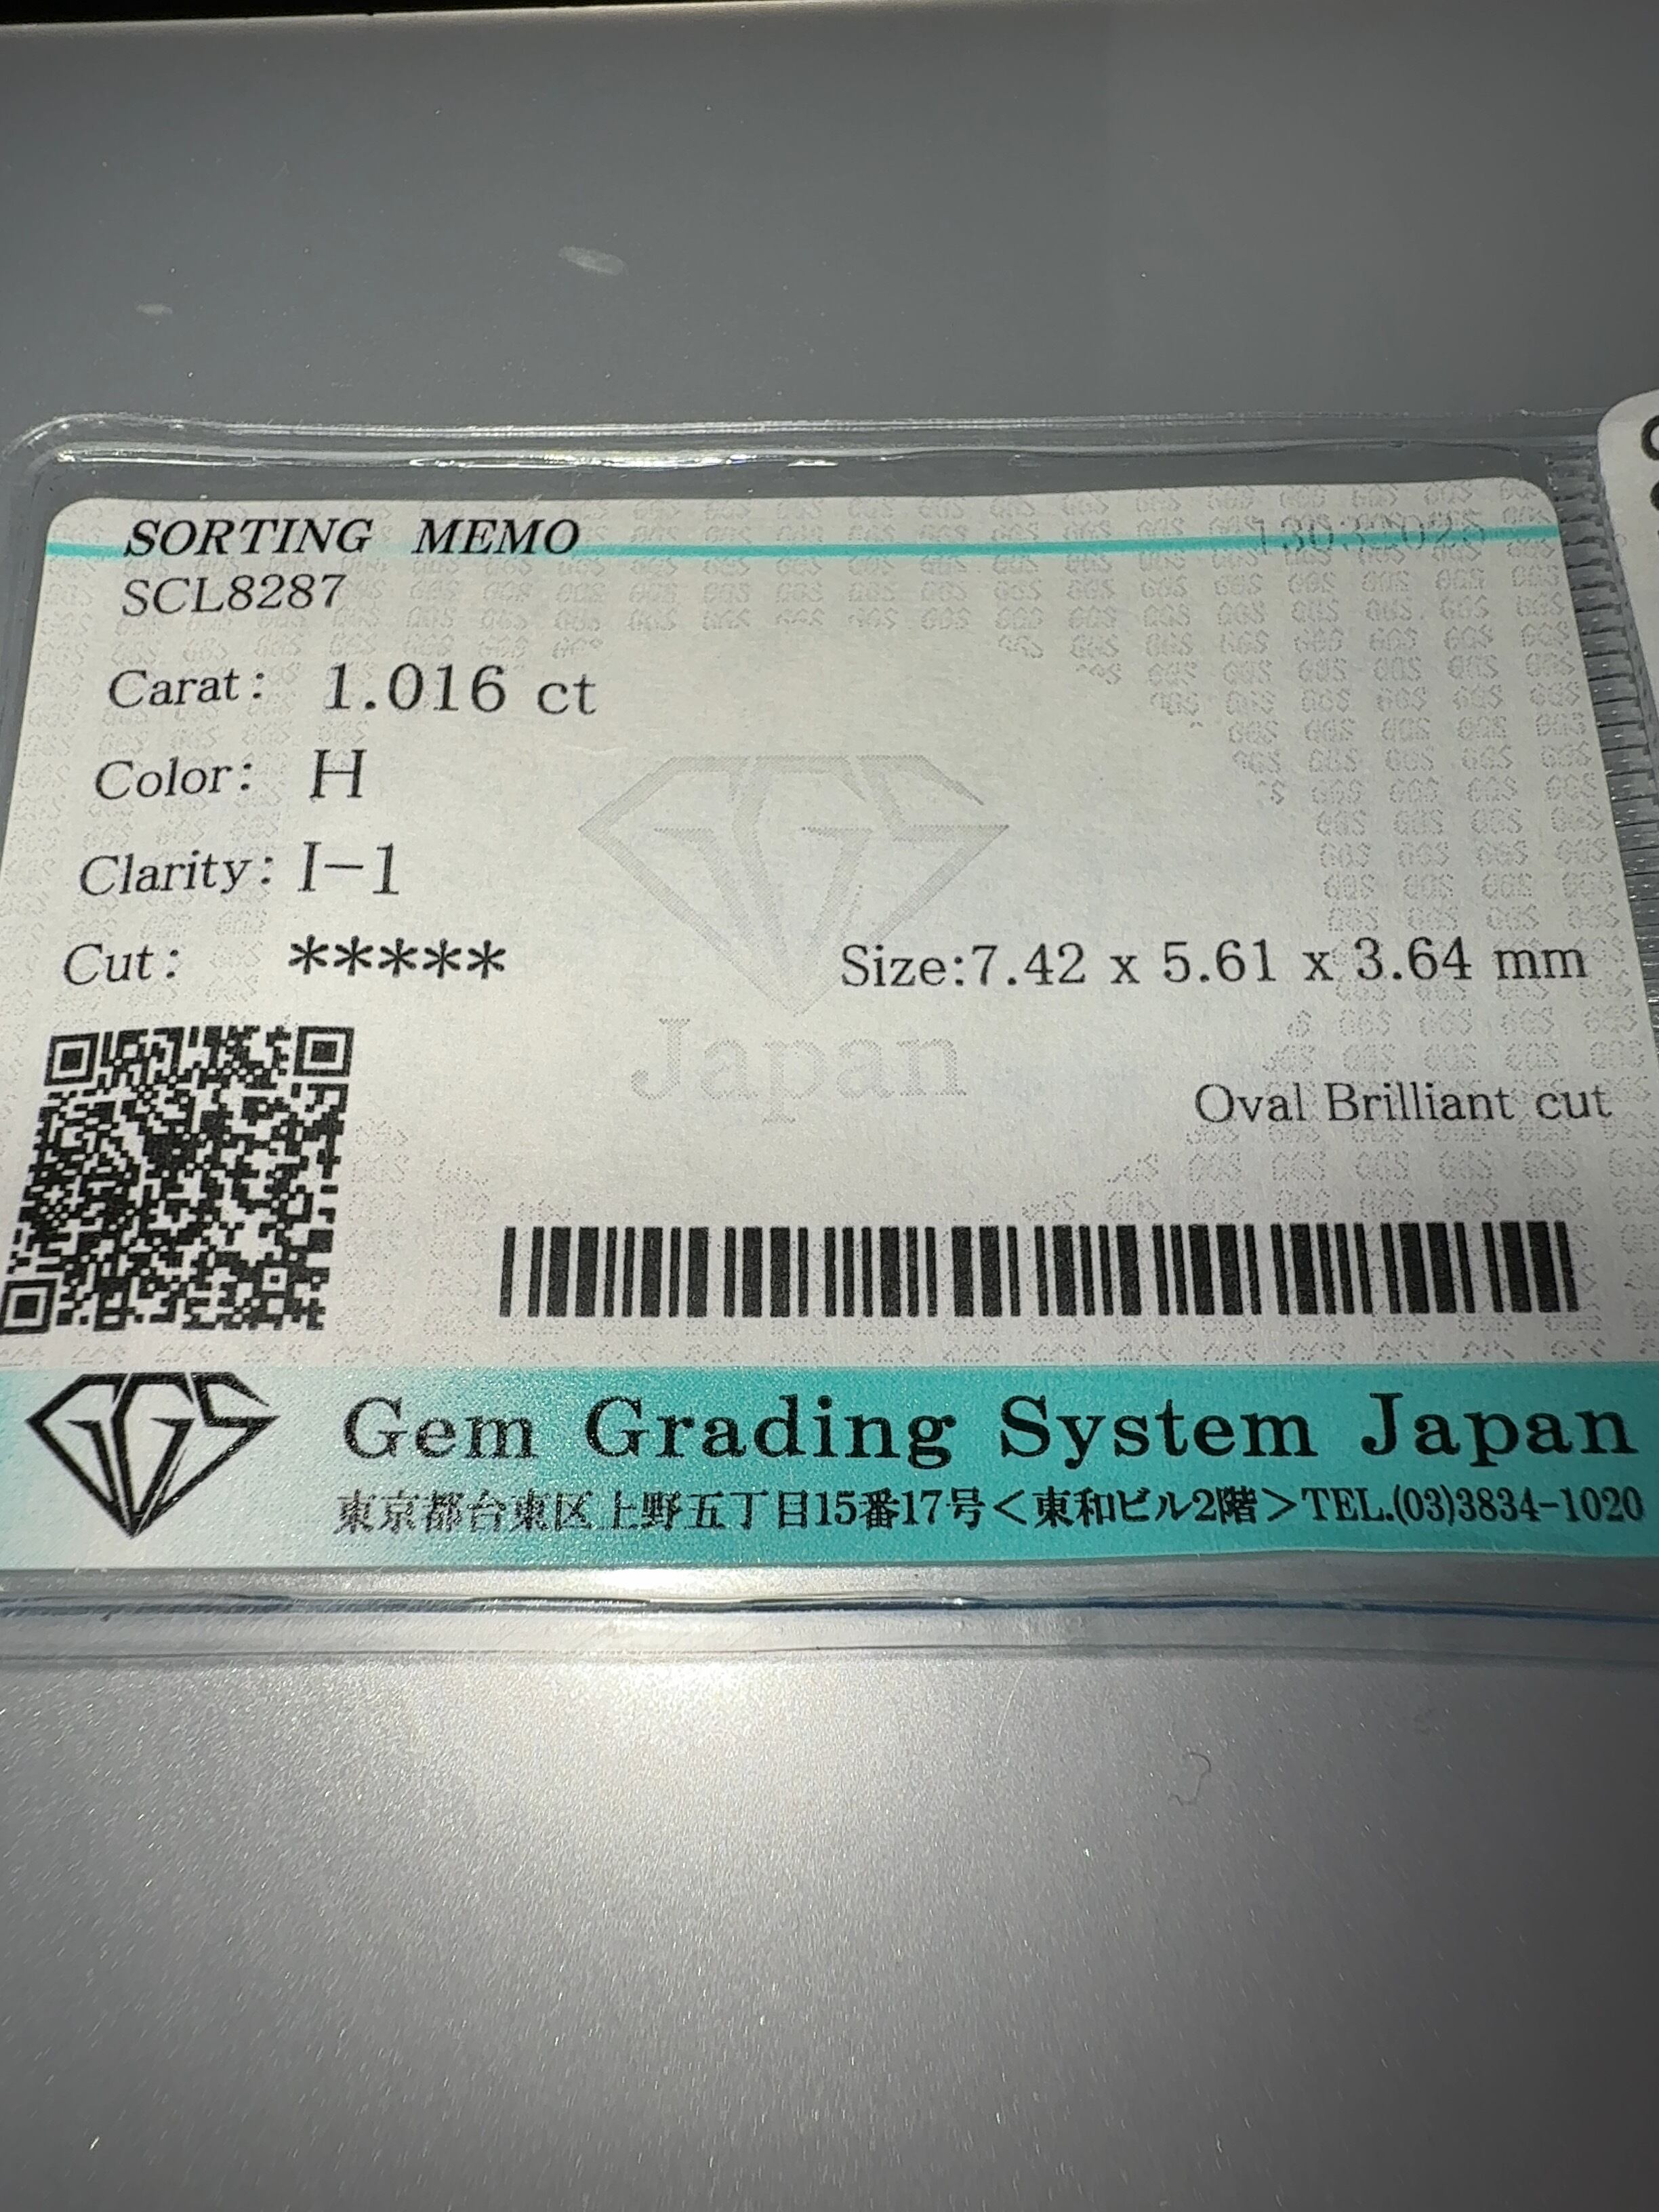 SORTING MEMO
SCL8287
Carat: 1.016 ct
Color: H
Clarity: I-1
Cut: *****
Size:7.42 x 5.61 x 3.64 mm
GGS
Japan
Oval Brilliant cut
GGS
Gem Grading System Japan
東京都台東区上野五丁目15番17号<東和ビル2階>TEL.(03)3834-1020